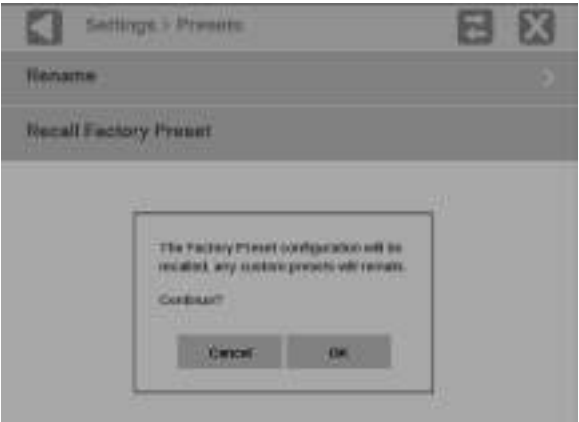 Settings > Presets
Rename
Recall Factory Preset
The Factory Preset configuration will be
recalled, any custom presets will remain.
Continue?
Cancel
OK